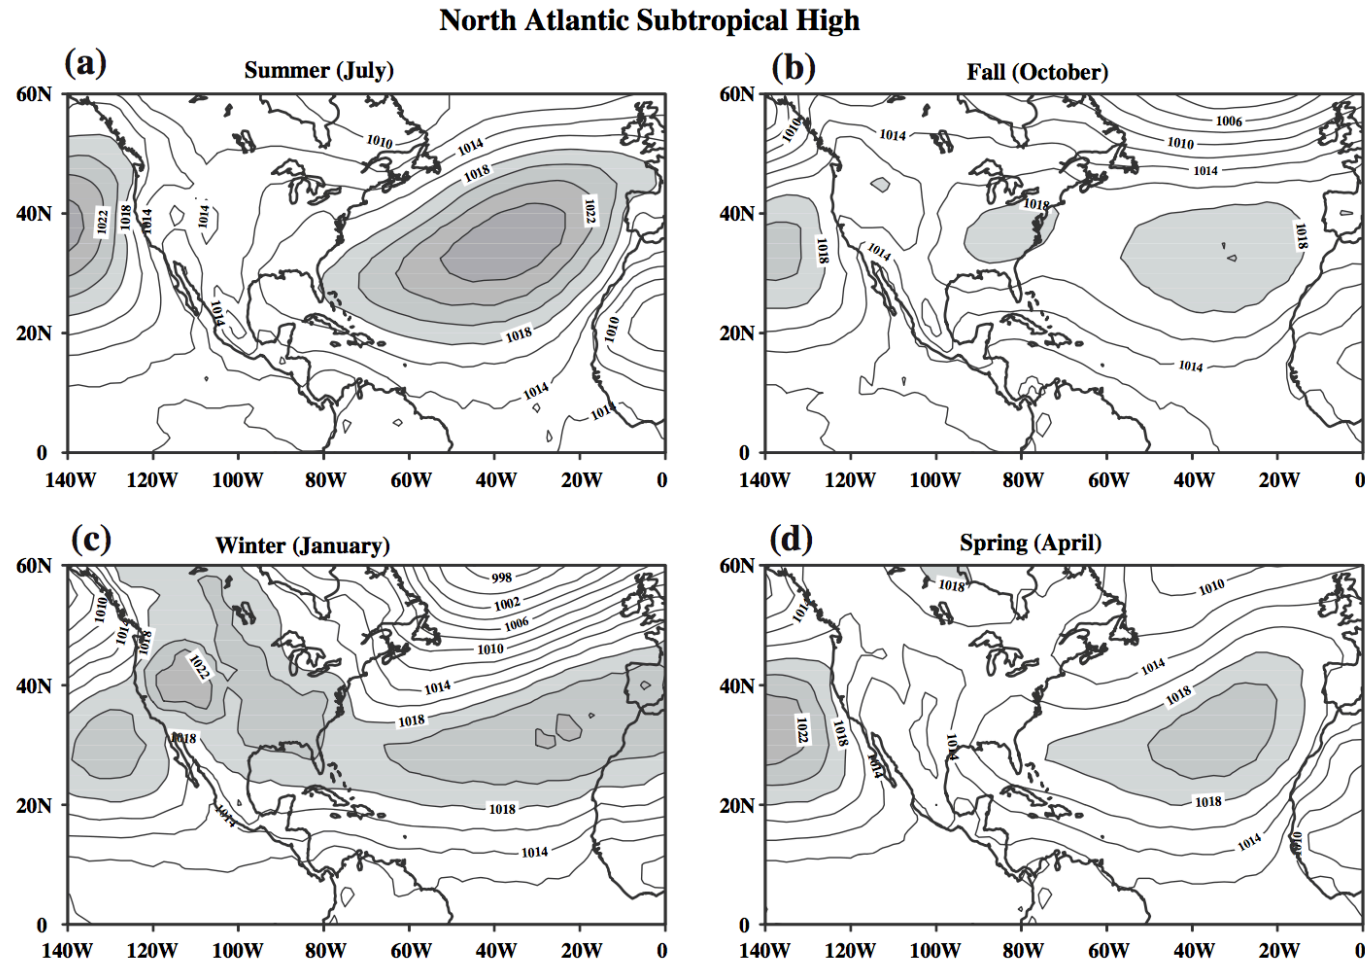 North Atlantic Subtropical High
(a)
Summer (July)
60N
40N
20N
0
140W 120W 100W 80W 60W 40W 20W 0
1010
1014
1018
1022
1018
1014
1014
1022
1014
1018
1010
1014
1014
(b)
Fall (October)
60N
40N
20N
0
140W 120W 100W 80W 60W 40W 20W 0
1010
1014
1006
1010
1014
1018
1018
1014
1018
1014
(c)
Winter (January)
60N
40N
20N
0
140W 120W 100W 80W 60W 40W 20W 0
998
1002
1006
1010
1010
1014
1018
1022
1014
1018
1018
1018
1014
1014
(d)
Spring (April)
60N
40N
20N
0
140W 120W 100W 80W 60W 40W 20W 0
1018
1010
1014
1014
1018
1022
1018
1014
1014
1018
1014
1010